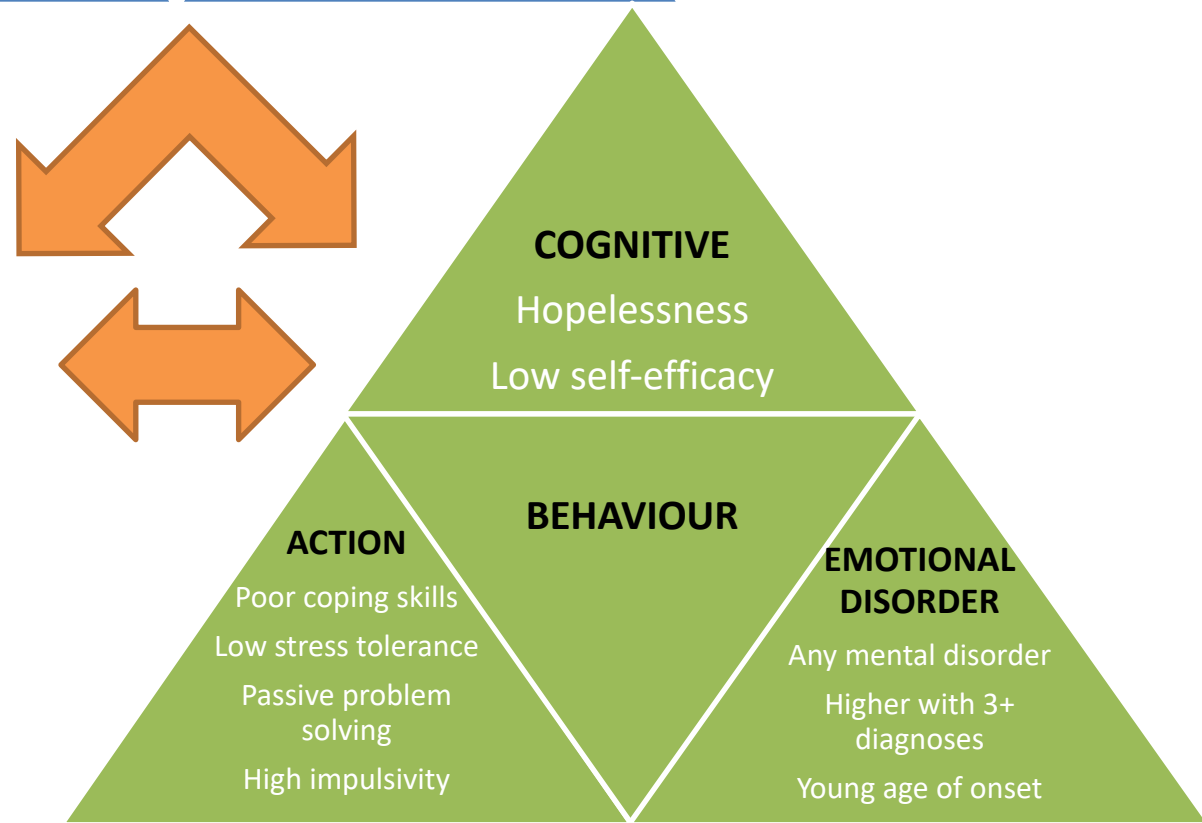 COGNITIVE
Hopelessness
Low self-efficacy
BEHAVIOUR
ACTION
Poor coping skills
Low stress tolerance
Passive problem
solving
High impulsivity
EMOTIONAL
DISORDER
Any mental disorder
Higher with 3+
diagnoses
Young age of onset